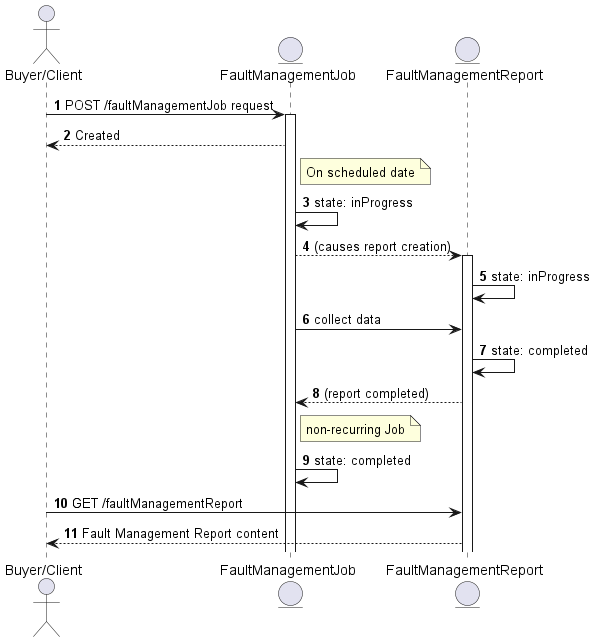 Buyer/Client
FaultManagementJob
FaultManagementReport
1 POST /faultManagementJob request
2 Created
On scheduled date
3 state: inProgress
4 (causes report creation)
5 state: inProgress
6 collect data
7 state: completed
8 (report completed)
non-recurring Job
9 state: completed
10 GET /faultManagementReport
11 Fault Management Report content
Buyer/Client
FaultManagementJob
FaultManagementReport